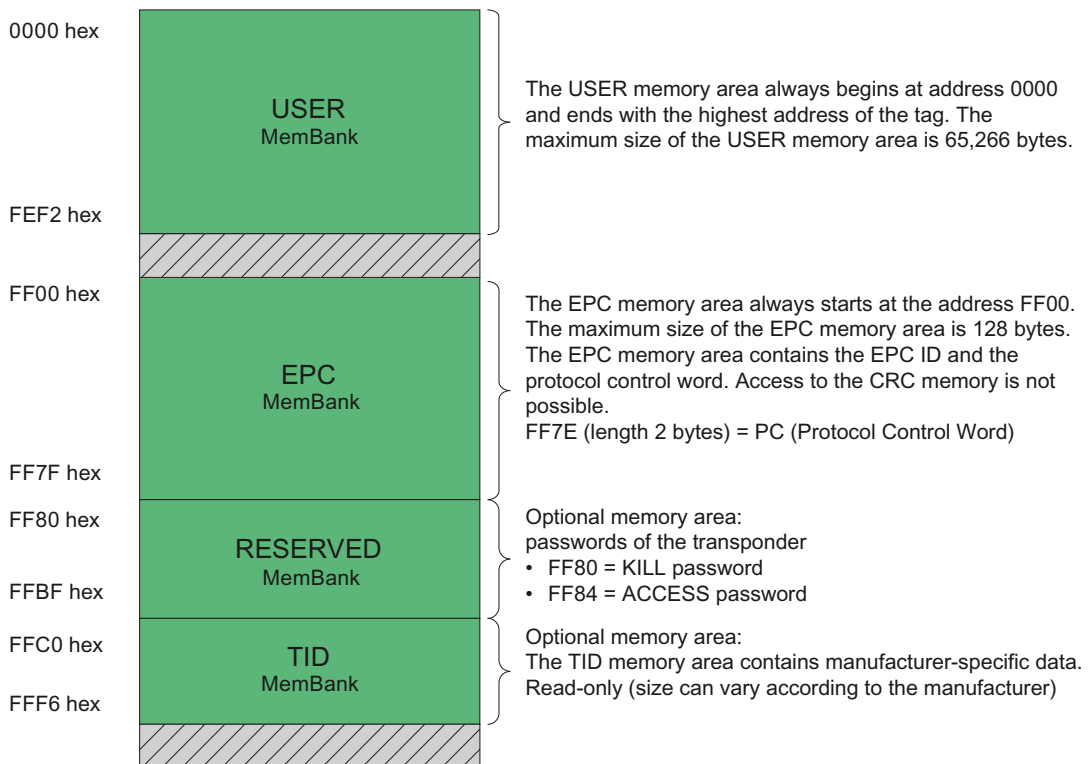 0000 hex
USER
MemBank
The USER memory area always begins at address 0000
and ends with the highest address of the tag. The
maximum size of the USER memory area is 65,266 bytes.
FEF2 hex
FF00 hex
EPC
MemBank
The EPC memory area always starts at the address FF00.
The maximum size of the EPC memory area is 128 bytes.
The EPC memory area contains the EPC ID and the
protocol control word. Access to the CRC memory is not
possible.
FF7E (length 2 bytes) = PC (Protocol Control Word)
FF7F hex
FF80 hex
RESERVED
MemBank
Optional memory area:
passwords of the transponder
• FF80 = KILL password
• FF84 = ACCESS password
FFBF hex
FFC0 hex
TID
MemBank
Optional memory area:
The TID memory area contains manufacturer-specific data.
Read-only (size can vary according to the manufacturer)
FFF6 hex